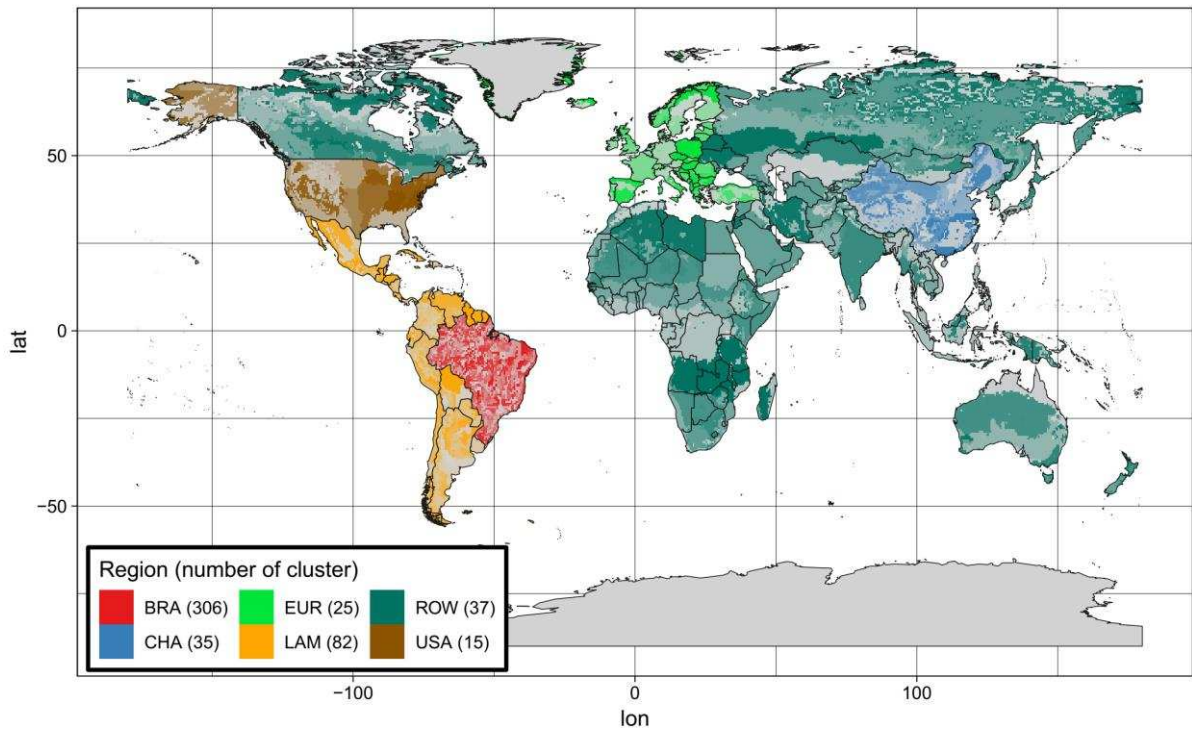 50
0
−50
lat
Region (number of cluster)
BRA (306) EUR (25) ROW (37)
CHA (35) LAM (82) USA (15)
−100 0 100
lon